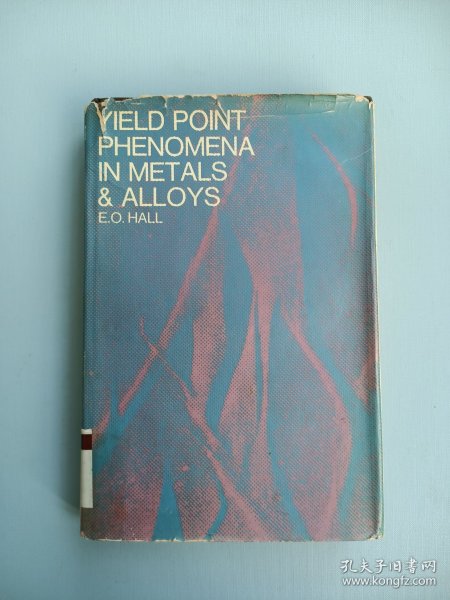 YIELD POINT
PHENOMENA
IN METALS
& ALLOYS
E.O. HALL
孔夫子旧书网
www.kongfz.com